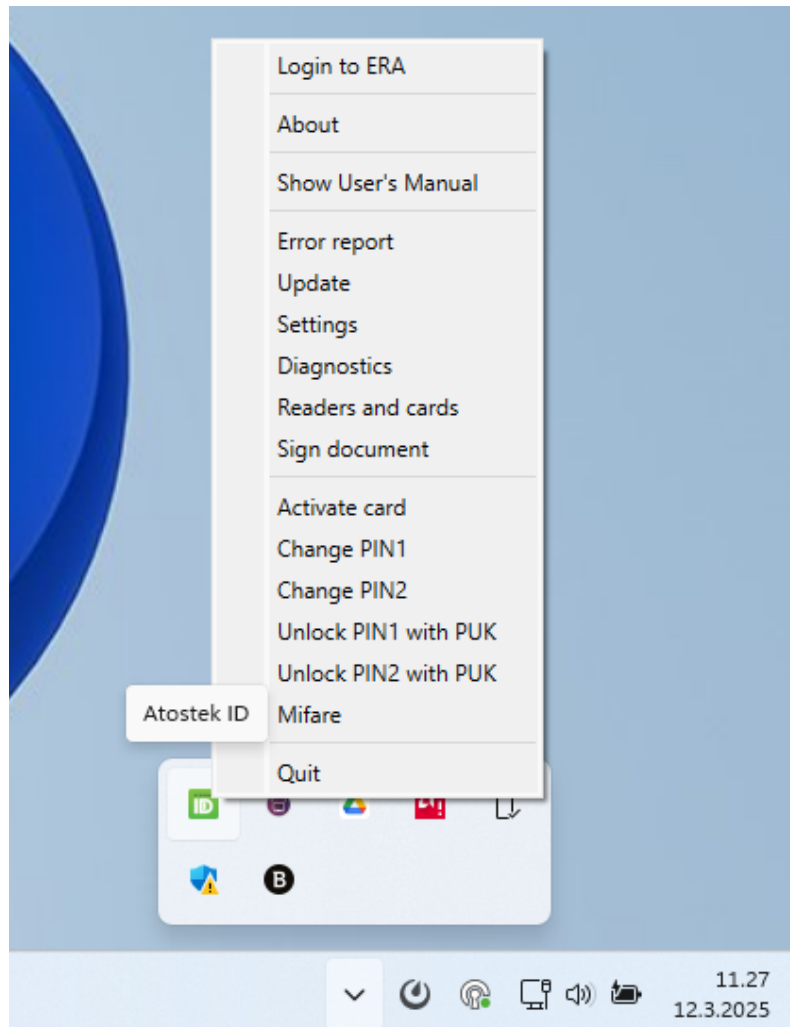 Login to ERA
About
Show User's Manual
Error report
Update
Settings
Diagnostics
Readers and cards
Sign document
Activate card
Change PIN1
Change PIN2
Unlock PIN1 with PUK
Unlock PIN2 with PUK
Atostek ID
Mifare
Quit
ID
B
11.27
12.3.2025